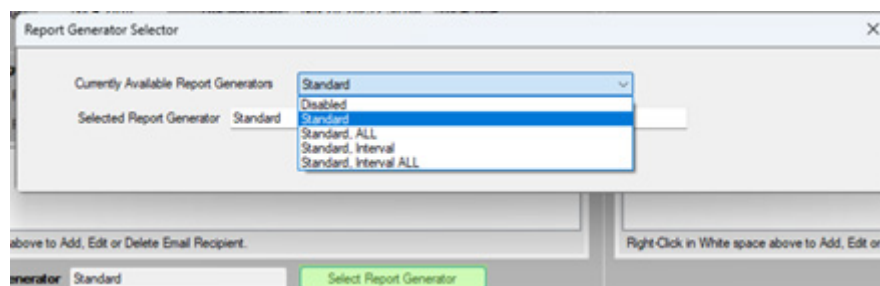 Report Generator Selector
Currently Available Report Generators Standard
Disabled
Selected Report Generator Standard Standard
Standard, ALL
Standard, Interval
Standard, Interval ALL
above to Add, Edit or Delete Email Recipient. Right-Click in White space above to Add, Edit or
enerator Standard Select Report Generator